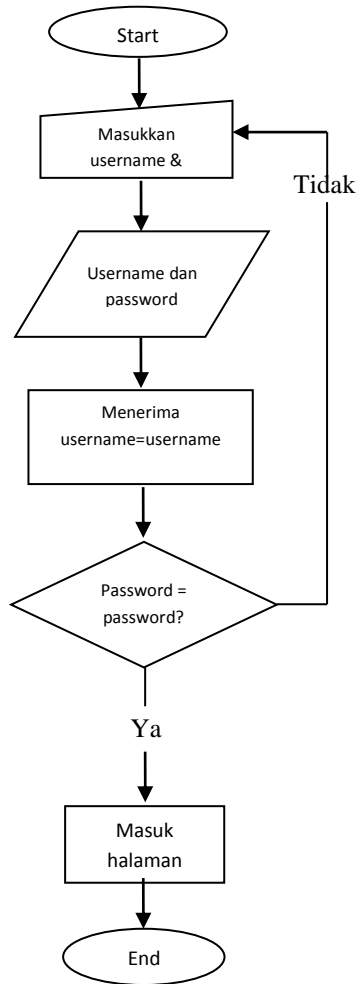 Start
Masukkan
username &
Tidak
Username dan
password
Menerima
username=username
Password =
password?
Ya
Masuk
halaman
End